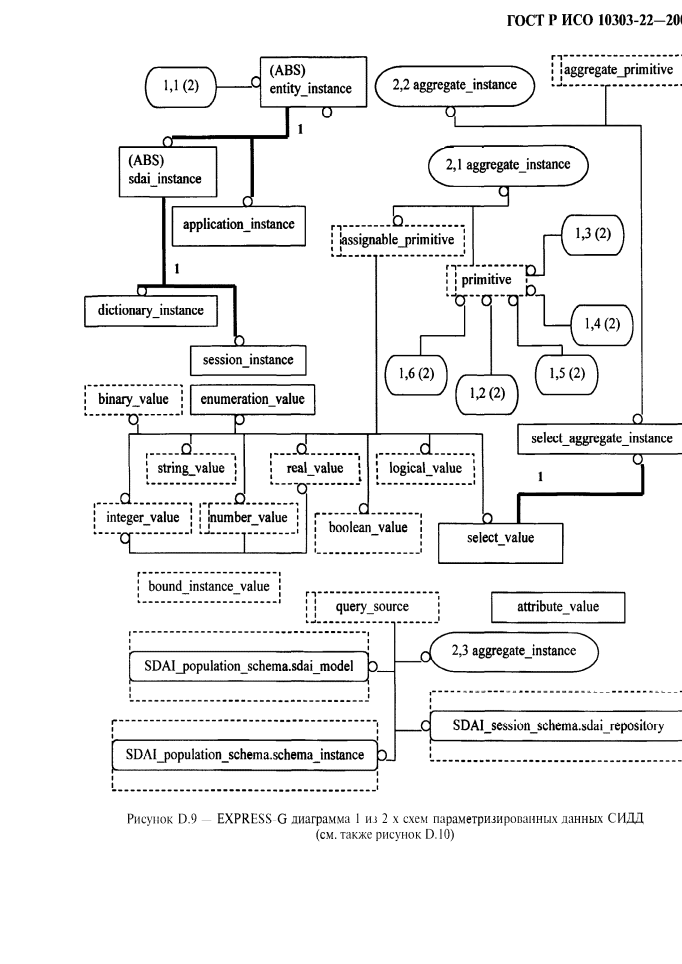 ГОСТ Р ИСО 10303-22—200
1,1 (2)
(ABS)
entity_instance
2,2 aggregate_instance
aggregate_primitive
1
(ABS)
sdai_instance
2,1 aggregate_instance
application_instance
assignable_primitive
1,3 (2)
1
primitive
dictionary_instance
1,4 (2)
session_instance
1,6 (2)
1,2 (2)
1,5 (2)
binary_value
enumeration_value
select_aggregate_instance
string_value
real_value
logical_value
1
integer_value
number_value
boolean_value
select_value
bound_instance_value
query_source
attribute_value
2,3 aggregate_instance
SDAI_population_schema.sdai_model
SDAI_session_schema.sdai_repository
SDAI_population_schema.schema_instance
Рисунок D.9 — EXPRESS-G диаграмма 1 из 2 х схем параметризированных данных СИДД
(см. также рисунок D.10)